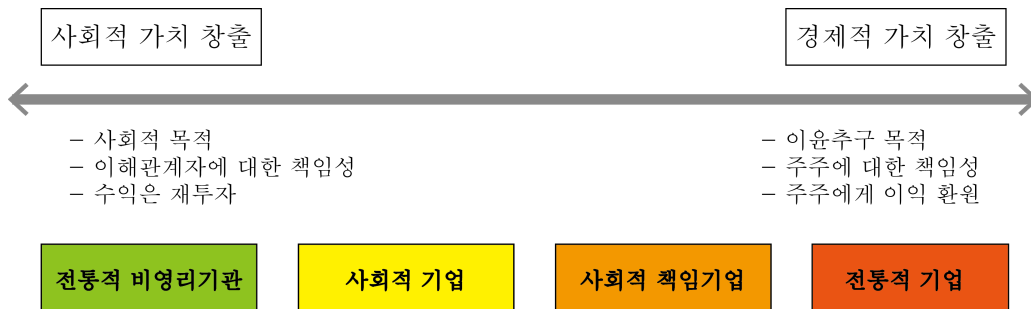 사회적 가치 창출
경제적 가치 창출
– 사회적 목적
– 이해관계자에 대한 책임성
– 수익은 재투자
– 이윤추구 목적
– 주주에 대한 책임성
– 주주에게 이익 환원
전통적 비영리기관
사회적 기업
사회적 책임기업
전통적 기업